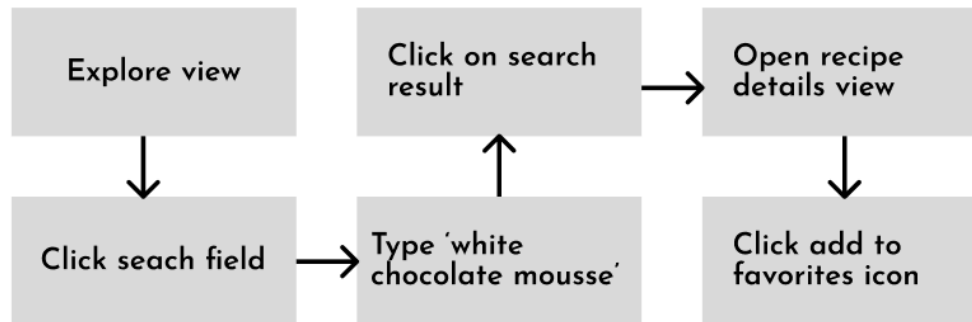 Explore view
Click seach field
Type ‘white
chocolate mousse’
Click on search
result
Open recipe
details view
Click add to
favorites icon